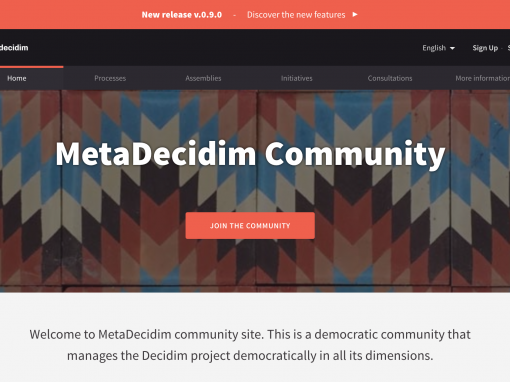 New release v.0.9.0 - Discover the new features ►
decidim
English
Sign Up
Home
Processes
Assemblies
Initiatives
Consultations
More information
MetaDecidim Community
JOIN THE COMMUNITY
Welcome to MetaDecidim community site. This is a democratic community that
manages the Decidim project democratically in all its dimensions.